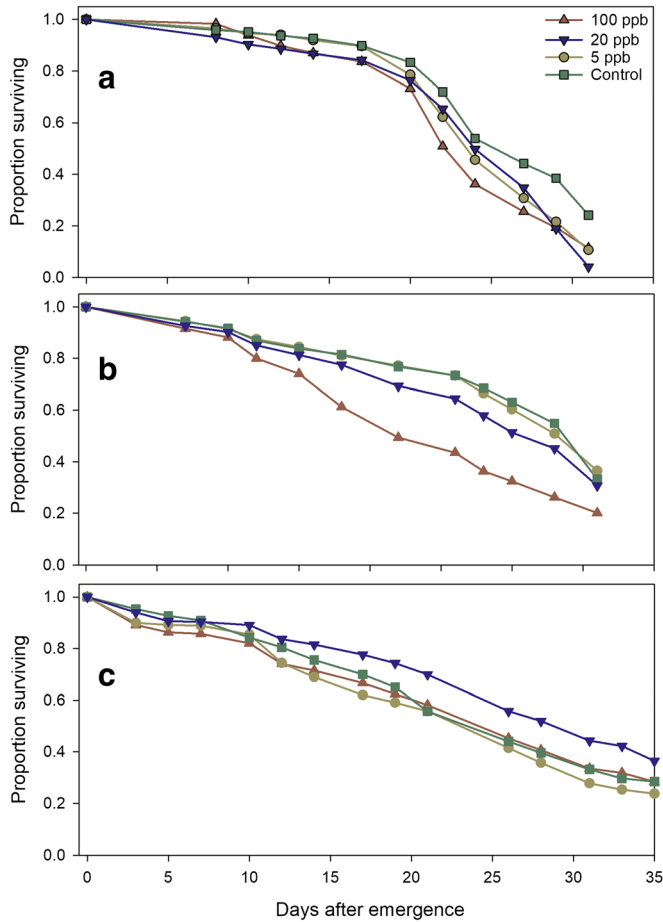 1.0
0.8
0.6
0.4
0.2
0.0
Proportion surviving
a
100 ppb
20 ppb
5 ppb
Control
1.0
0.8
0.6
0.4
0.2
0.0
Proportion surviving
b
1.0
0.8
0.6
0.4
0.2
0.0
Proportion surviving
c
0 5 10 15 20 25 30 35
Days after emergence